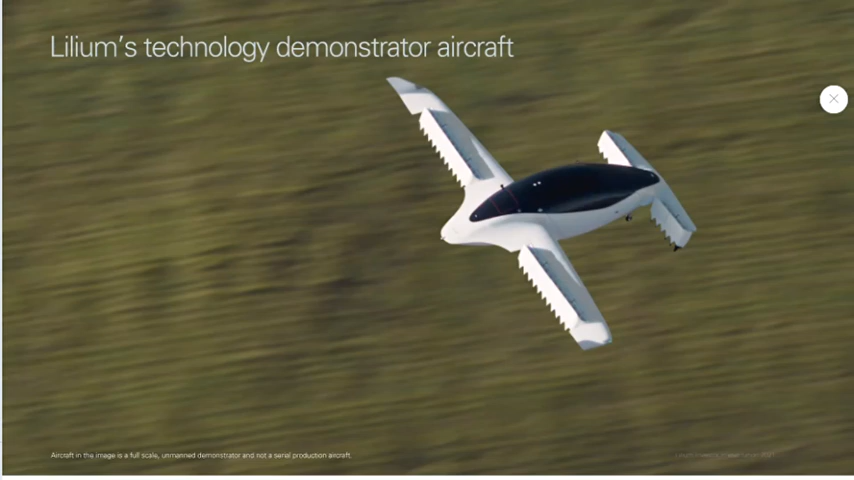 Lilium's technology demonstrator aircraft
Aircraft in the image is a full scale, unmanned demonstrator and not a serial production aircraft.